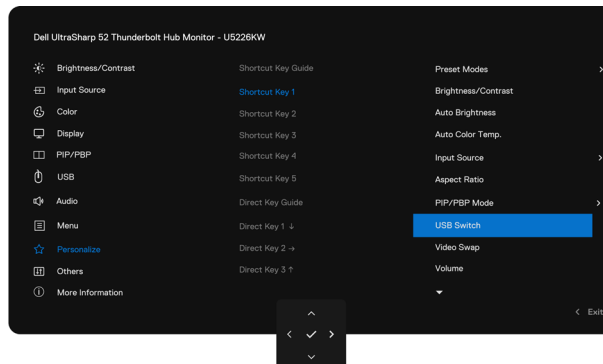 Dell UltraSharp 52 Thunderbolt Hub Monitor - U5226KW
Brightness/Contrast
Input Source
Color
Display
PIP/PBP
USB
Audio
Menu
Personalize
Others
More Information
Shortcut Key Guide
Shortcut Key 1
Shortcut Key 2
Shortcut Key 3
Shortcut Key 4
Shortcut Key 5
Direct Key Guide
Direct Key 1 ↓
Direct Key 2 →
Direct Key 3 ↑
Preset Modes
Brightness/Contrast
Auto Brightness
Auto Color Temp.
Input Source
Aspect Ratio
PIP/PBP Mode
USB Switch
Video Swap
Volume
Exit